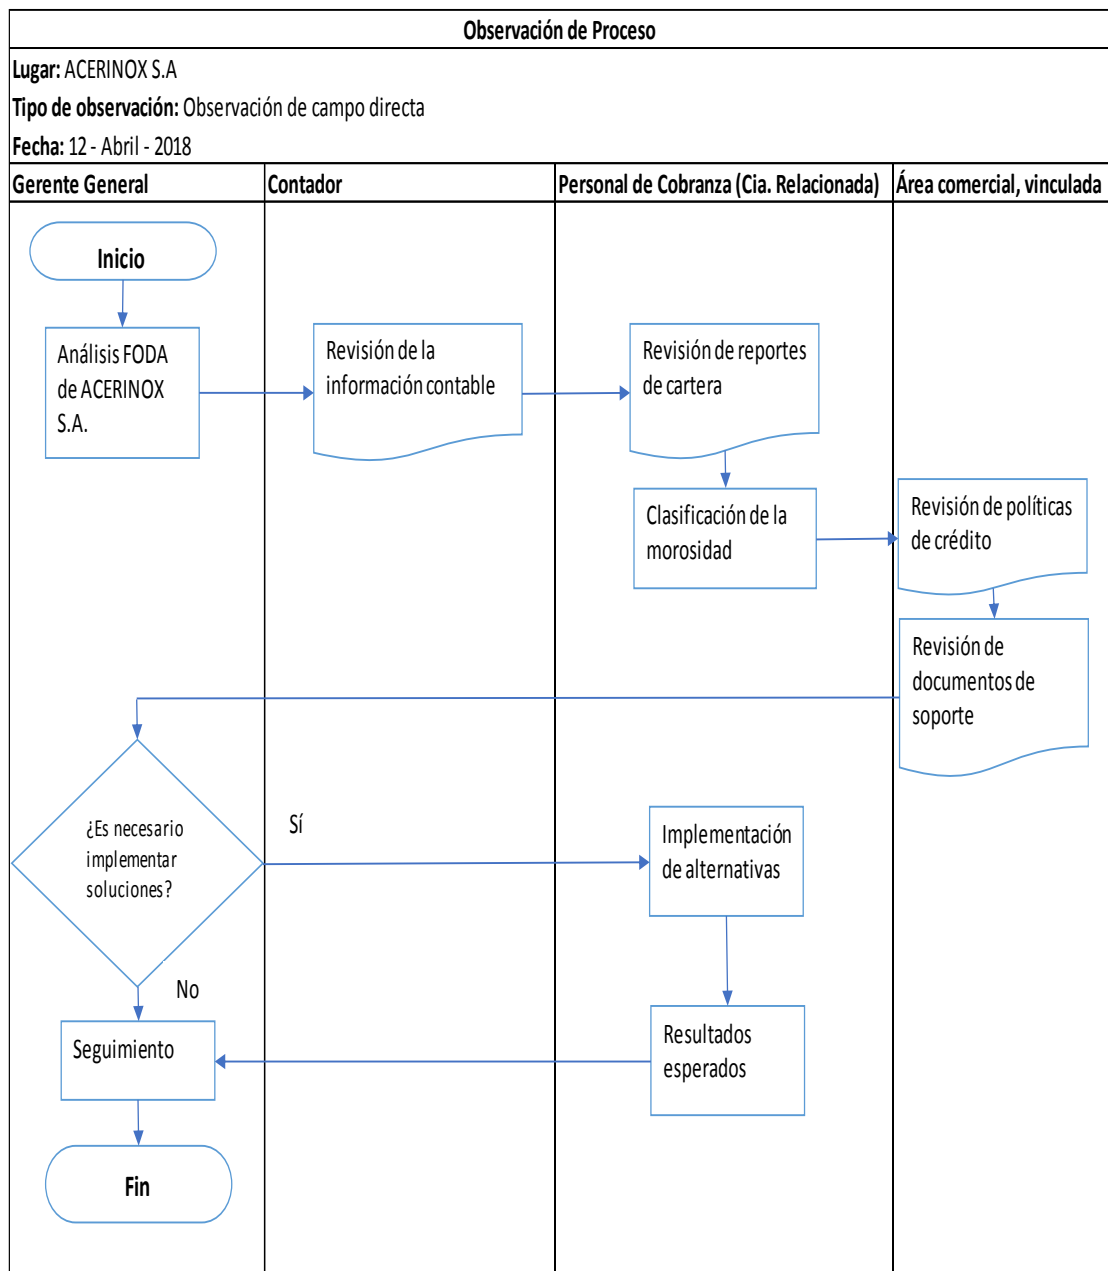 Observación de Proceso
Lugar: ACERINOX S.A
Tipo de observación: Observación de campo directa
Fecha: 12 - Abril - 2018
Gerente General
Contador
Personal de Cobranza (Cia. Relacionada)
Área comercial, vinculada
Inicio
Análisis FODA
de ACERINOX
S.A.
Revisión de la
información contable
Revisión de reportes
de cartera
Clasificación de la
morosidad
Revisión de políticas
de crédito
Revisión de
documentos de
soporte
¿Es necesario
implementar
soluciones?
Sí
Implementación
de alternativas
No
Seguimiento
Resultados
esperados
Fin